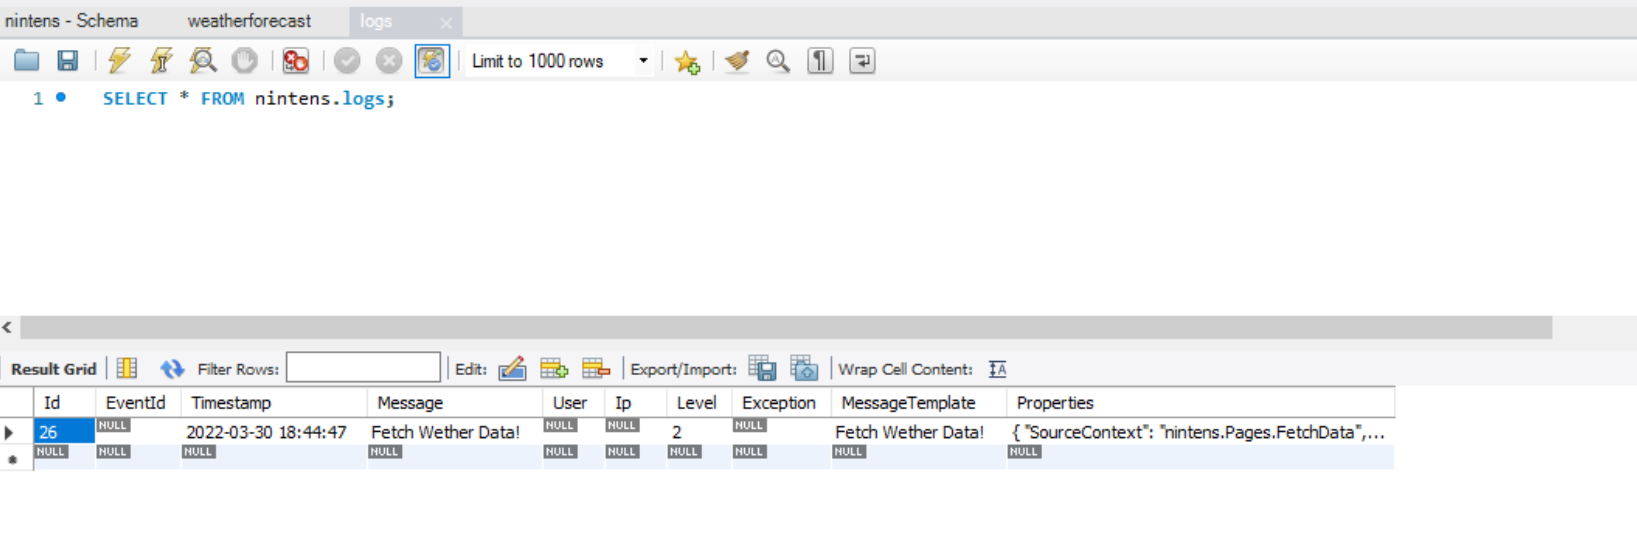 nintens - Schema weatherforecast logs
Limit to 1000 rows
1 SELECT * FROM nintens.logs;
Result Grid Filter Rows: Edit: Export/Import: Wrap Cell Content: IA
Id EventId Timestamp Message User Ip Level Exception MessageTemplate Properties
26 NULL 2022-03-30 18:44:47 Fetch Wether Data! NULL NULL 2 NULL Fetch Wether Data! { "SourceContext": "nintens.Pages.FetchData",...
NULL NULL NULL NULL NULL NULL NULL NULL NULL NULL